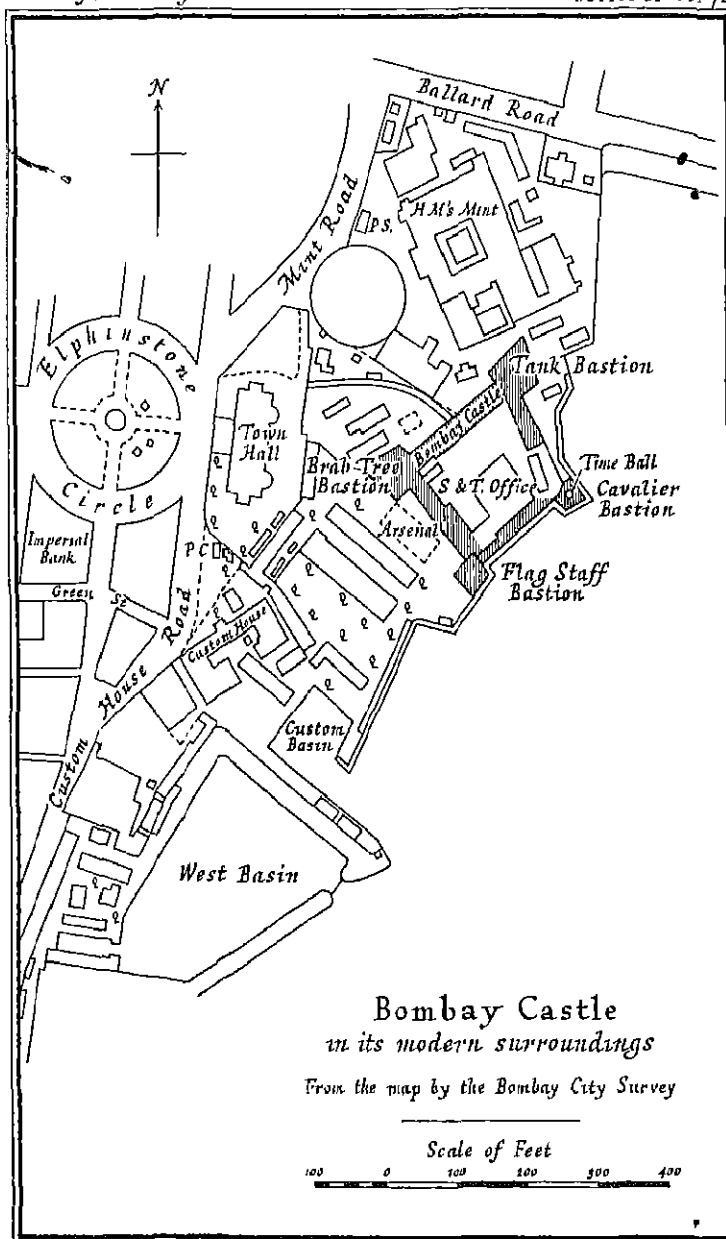 Ballard Road
N
H.M's Mint
P S.
Mint Road
Elphinstone
Circle
Tank Bastion
Bombay Castle
Town
Hall
Brab-Tree
Bastion
S & T. Office
Time Ball
Cavalier
Bastion
Arsenal
Imperial
Bank
P C
Flag Staff
Bastion
Green St
Custom House
Custom House Road
Custom
Basin
West Basin
Bombay Castle
in its modern surroundings
From the map by the Bombay City Survey
Scale of Feet
100 0 100 200 300 400